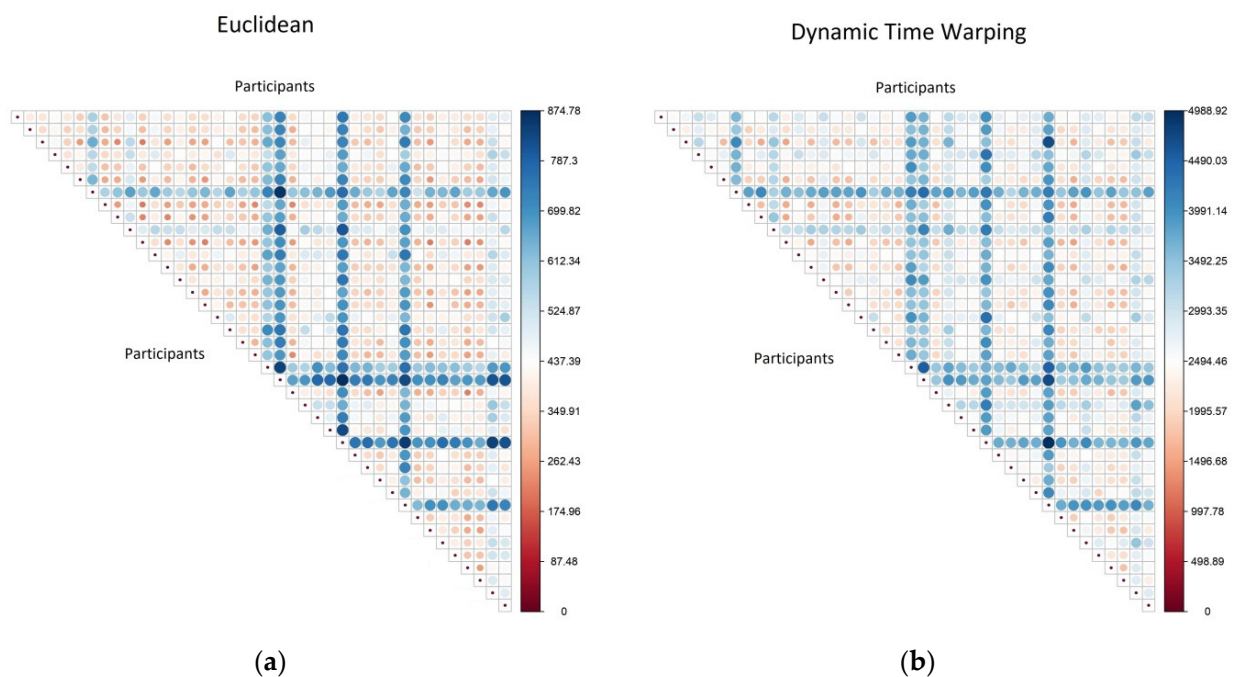 Euclidean
Participants
874.78
787.3
699.82
612.34
524.87
437.39
349.91
262.43
174.96
87.48
0
Participants
(a)
Dynamic Time Warping
Participants
4988.92
4490.03
3991.14
3492.25
2993.35
2494.46
1995.57
1496.68
997.78
498.89
0
Participants
(b)